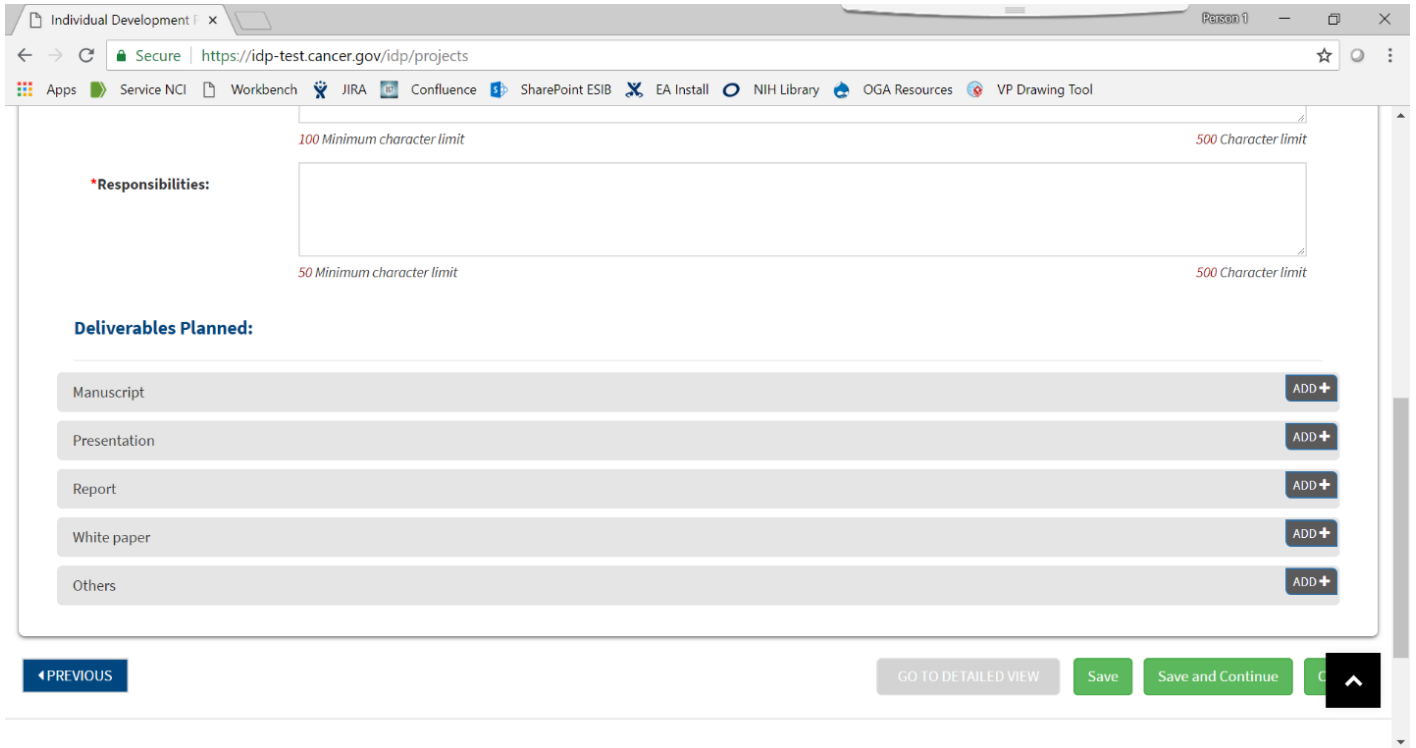 Individual Development P
Person 1
Secure https://idp-test.cancer.gov/idp/projects
Apps Service NCI Workbench JIRA Confluence SharePoint ESIB EA Install NIH Library OGA Resources VP Drawing Tool
100 Minimum character limit 500 Character limit
*Responsibilities:
50 Minimum character limit 500 Character limit
Deliverables Planned:
Manuscript ADD+
Presentation ADD+
Report ADD+
White paper ADD+
Others ADD+
PREVIOUS GO TO DETAILED VIEW Save Save and Continue